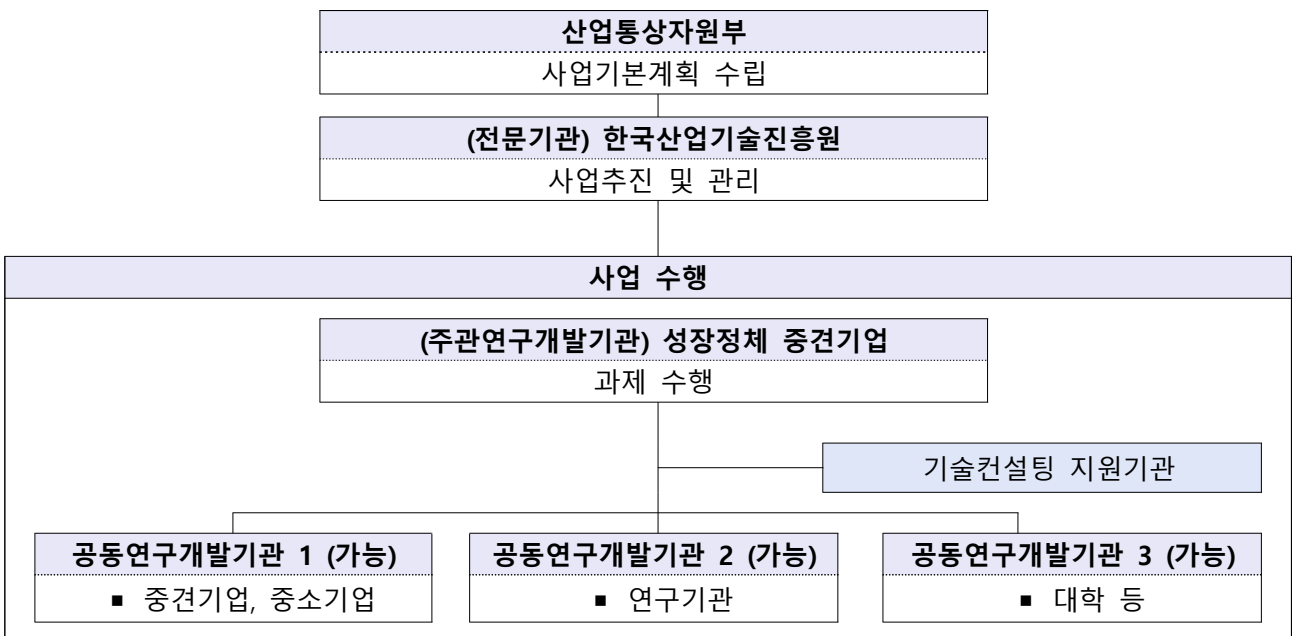 산업통상자원부
사업기본계획 수립
(전문기관) 한국산업기술진흥원
사업추진 및 관리
사업 수행
(주관연구개발기관) 성장정체 중견기업
과제 수행
기술컨설팅 지원기관
공동연구개발기관 1 (가능)
공동연구개발기관 2 (가능)
공동연구개발기관 3 (가능)
▪ 중견기업, 중소기업
▪ 연구기관
▪ 대학 등